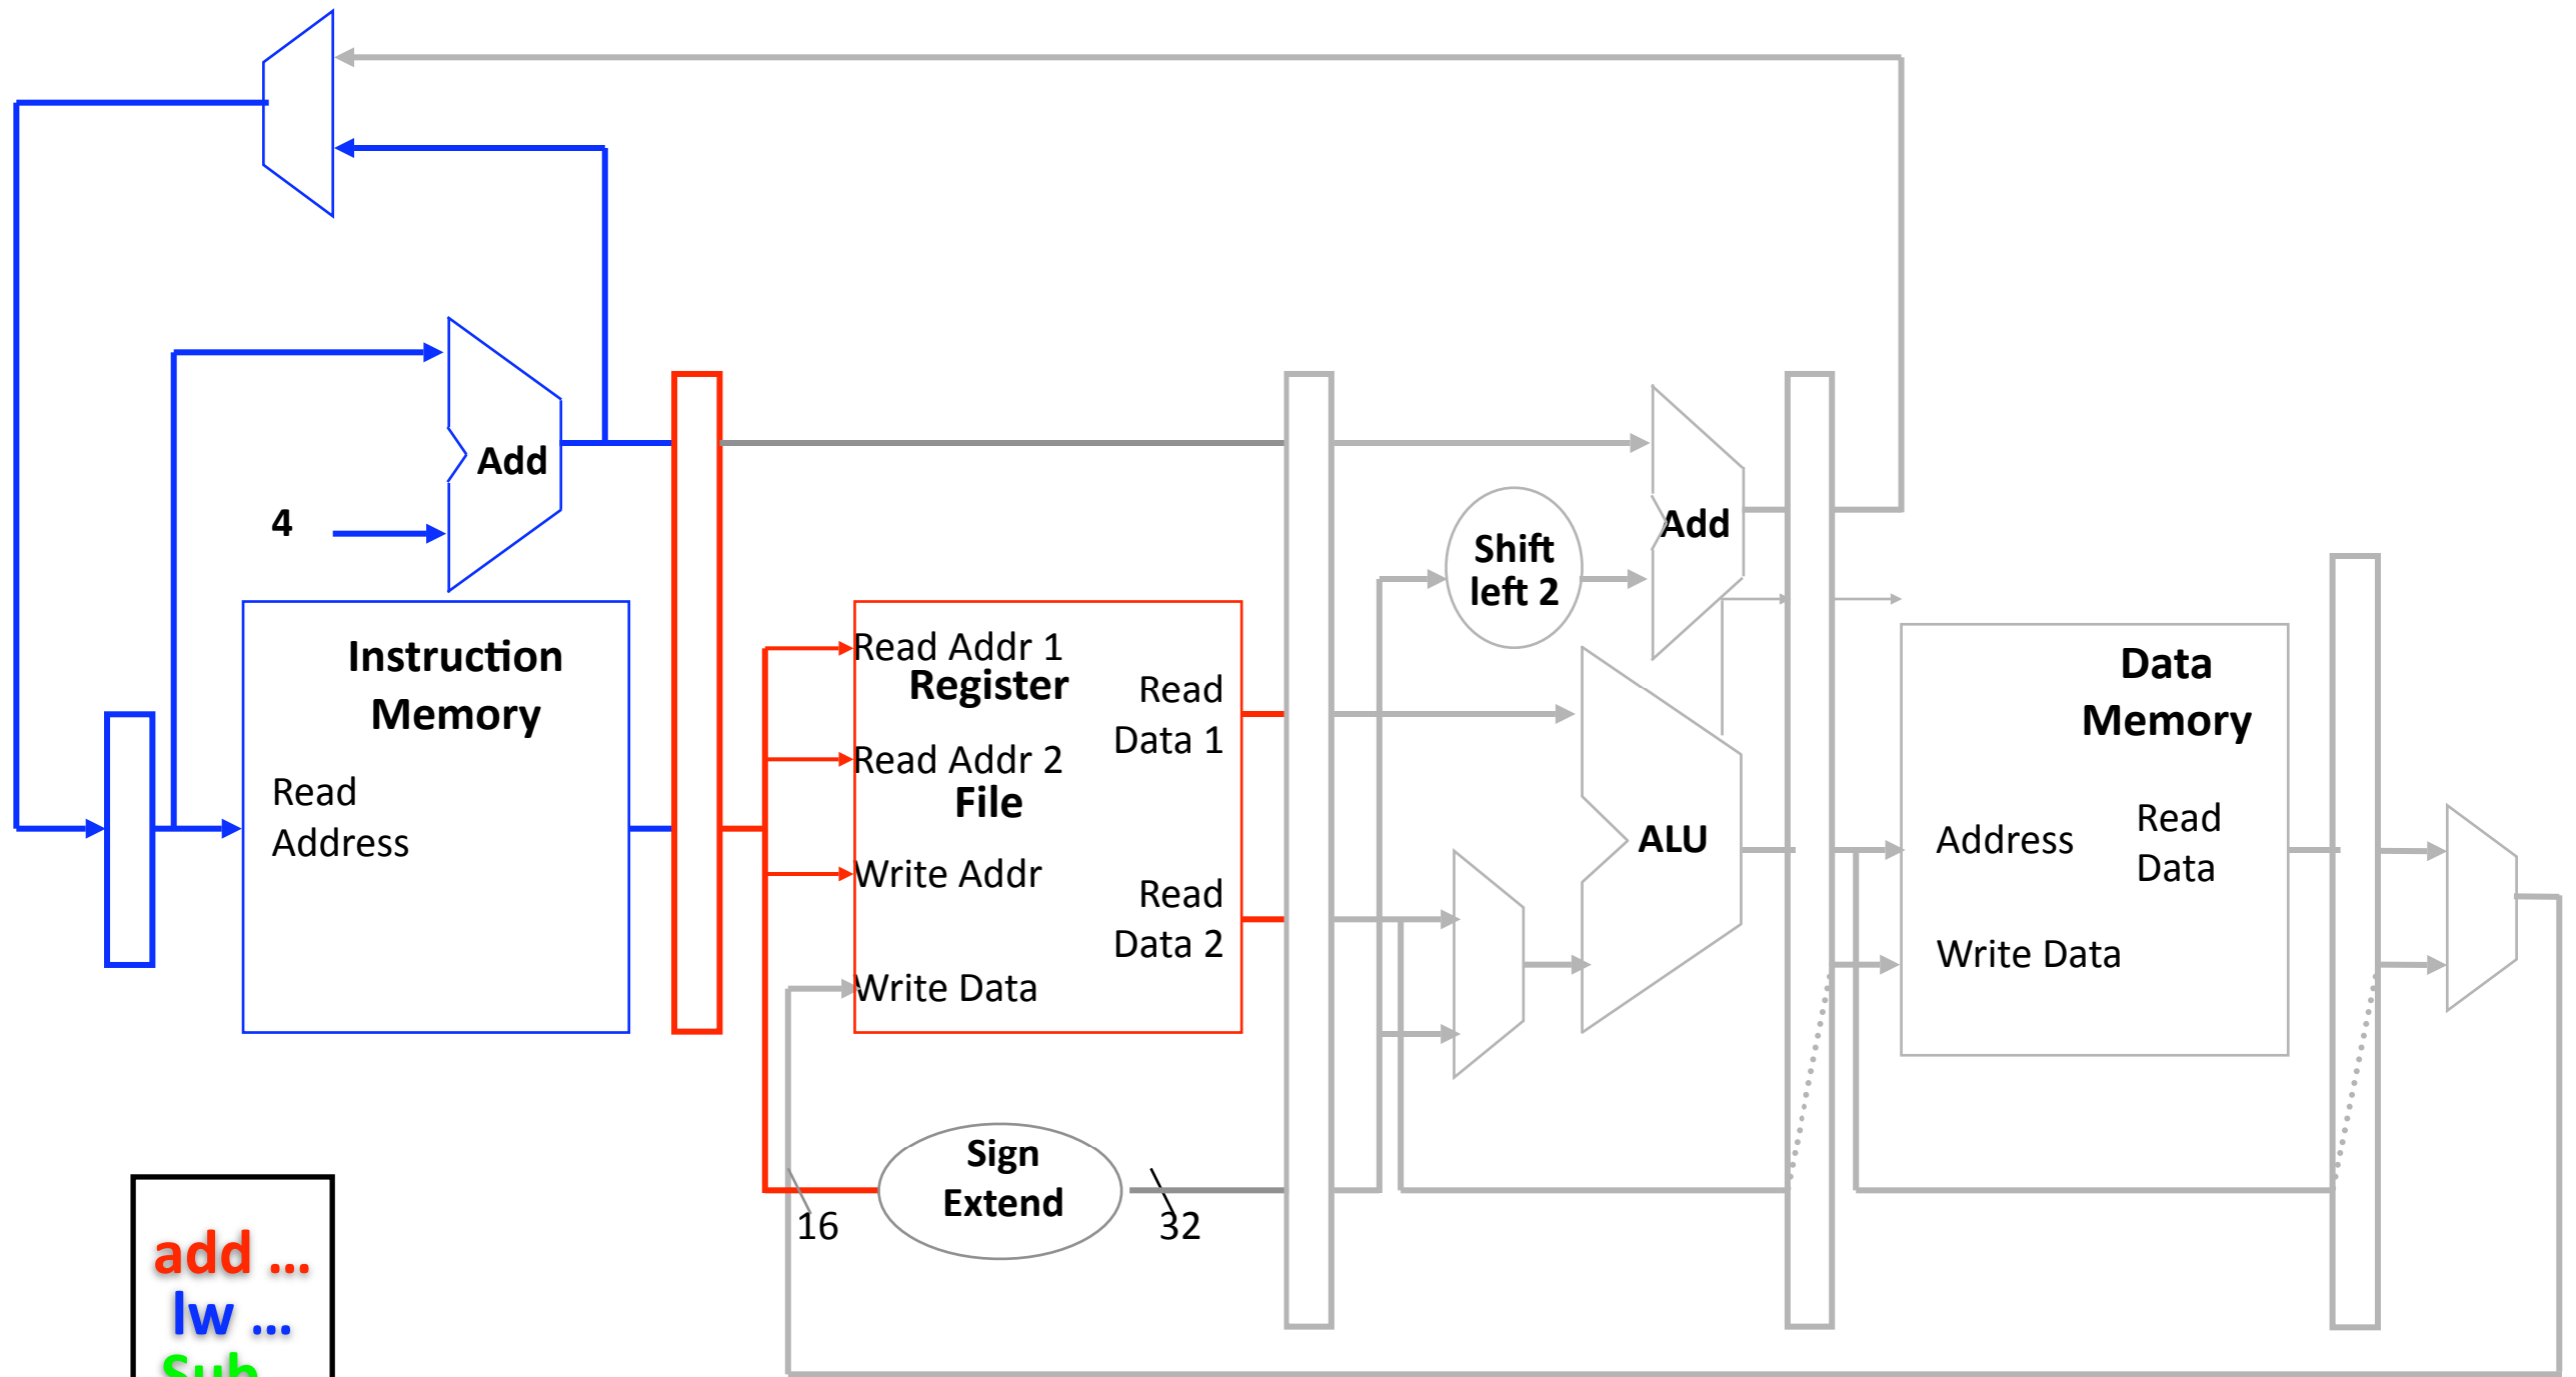 Add
4
Instruction
Memory
Read
Address
Read Addr 1
Register
Read Addr 2
File
Write Addr
Write Data
Read
Data 1
Read
Data 2
Sign
Extend
16
32
Shift
left 2
Add
ALU
Data
Memory
Address
Read
Data
Write Data
add ...
lw ...
Sub